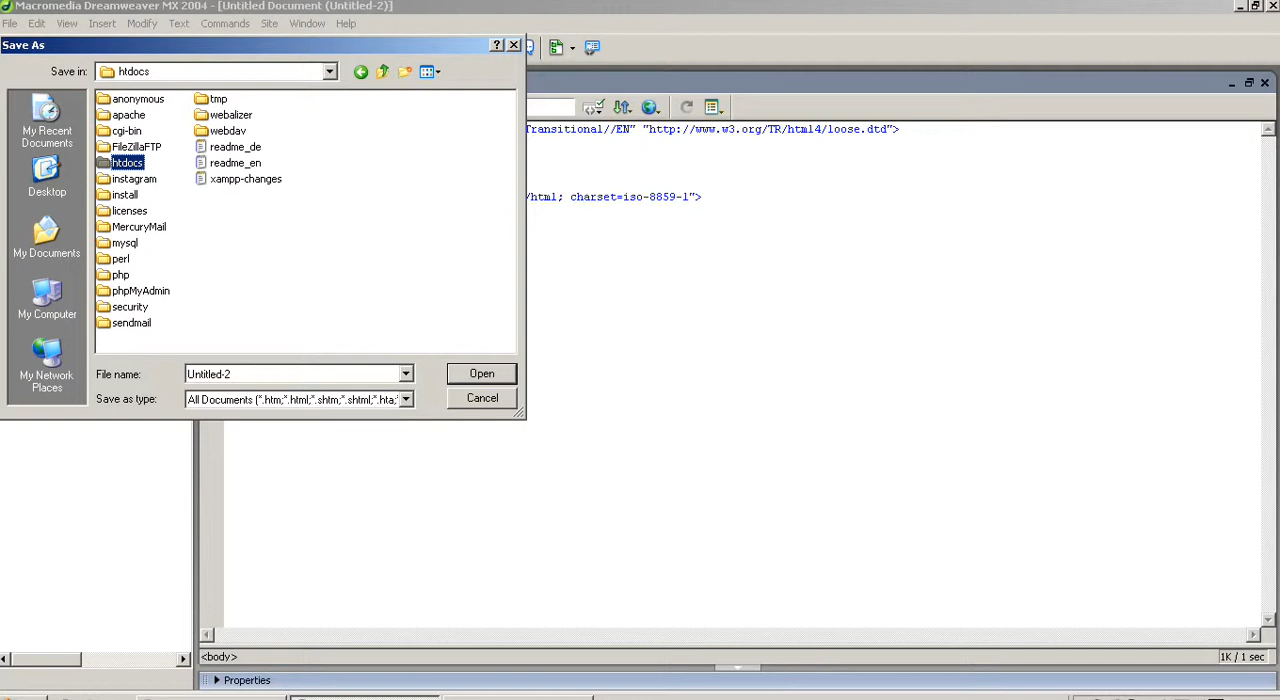 Macromedia Dreamweaver MX 2004 - [Untitled Document (Untitled-2)]
File Edit View Insert Modify Text Commands Site Window Help
Save As
Save in: htdocs
My Recent Documents
Desktop
My Documents
My Computer
My Network Places
anonymous
apache
cgi-bin
FileZillaFTP
htdocs
instagram
install
licenses
MercuryMail
mysql
perl
php
phpMyAdmin
security
sendmail
tmp
webalizer
webdav
readme_de
readme_en
xampp-changes
File name: Untitled-2 Open
Save as type: All Documents (*.htm;*.html;*.shtm;*.shtml;*.hta;* Cancel
Transitional//EN" "http://www.w3.org/TR/html4/loose.dtd">
/html; charset=iso-8859-1">
<body> 1K / 1 sec
Properties